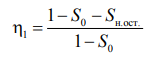 η₁ = (1 – S₀ – Sн.ост.) / (1 – S₀)